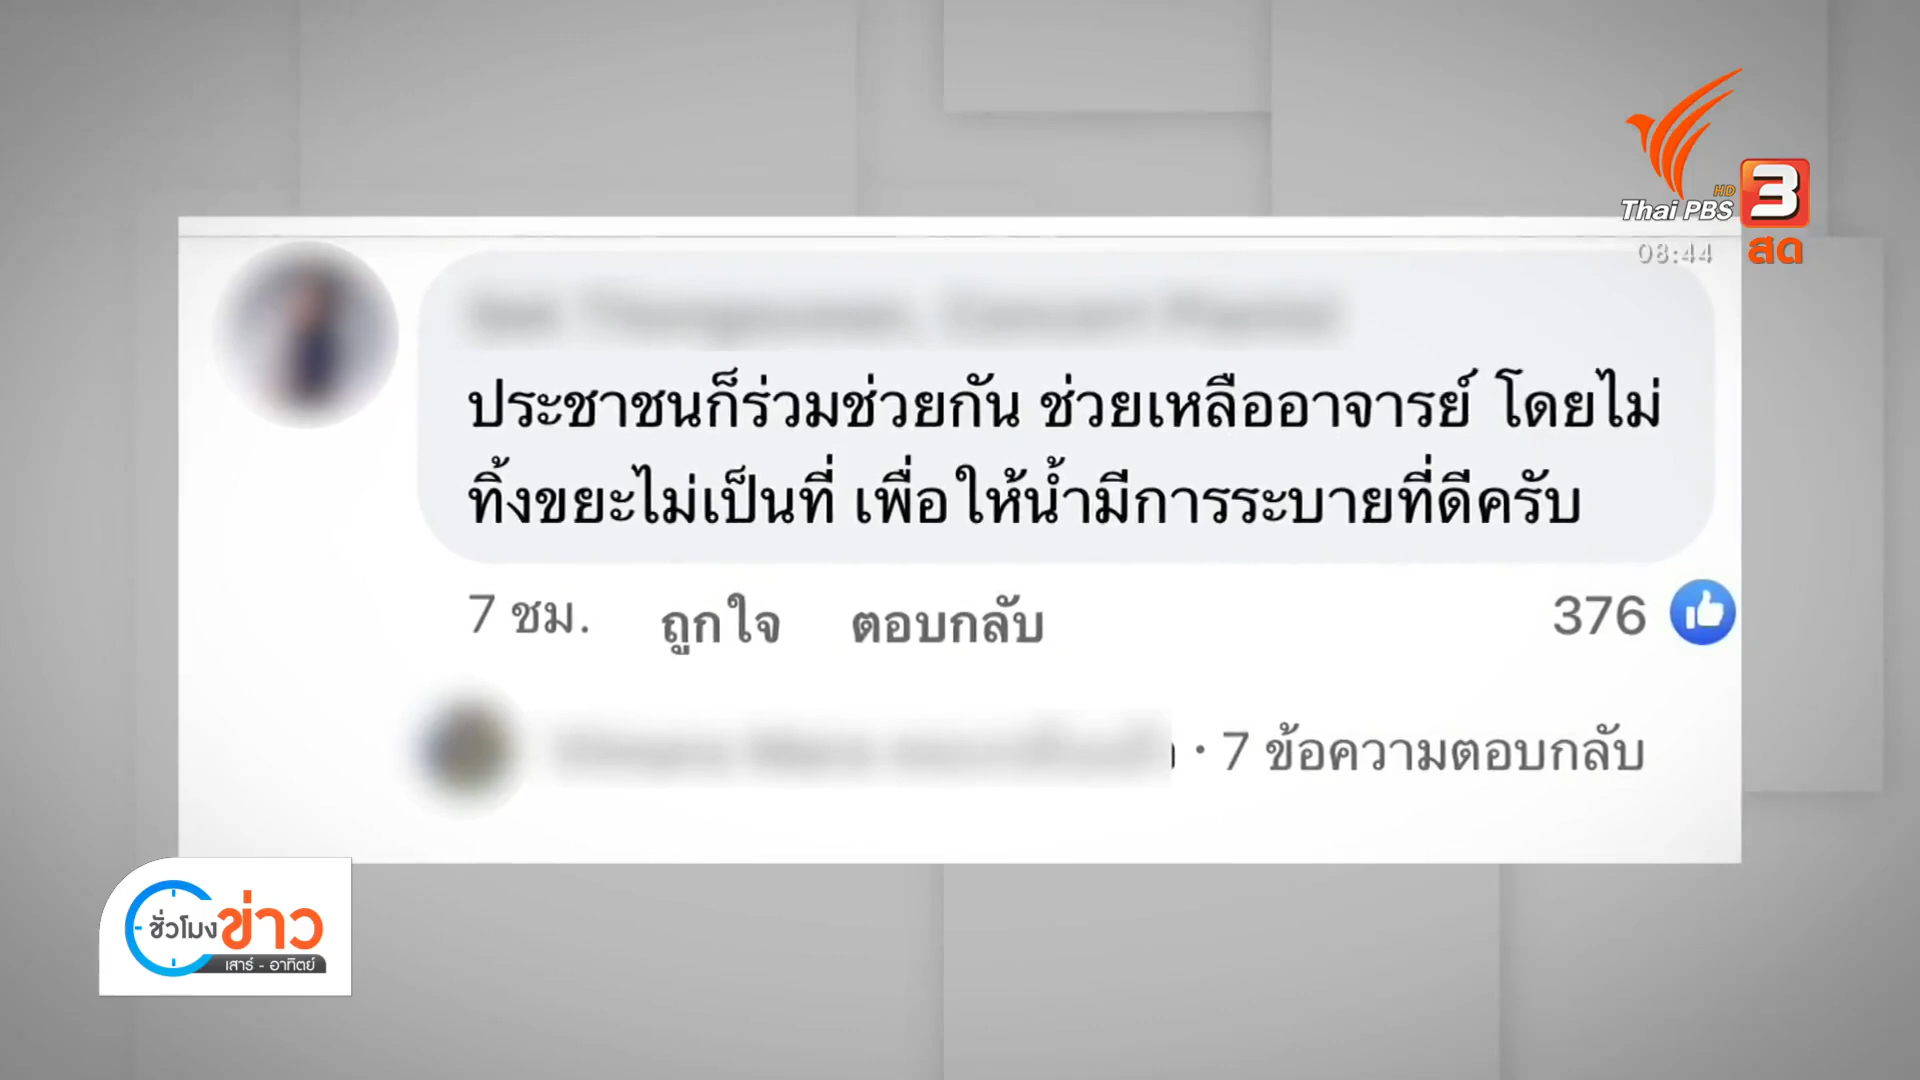 HD
Thai PBS 3
08:44 สด
ประชาชนก็ร่วมช่วยกัน ช่วยเหลืออาจารย์ โดยไม่
ทิ้งขยะไม่เป็นที่ เพื่อให้น้ำมีการระบายที่ดีครับ
7 ชม. ถูกใจ ตอบกลับ 376
· 7 ข้อความตอบกลับ
ชั่วโมงข่าว
เสาร์ - อาทิตย์